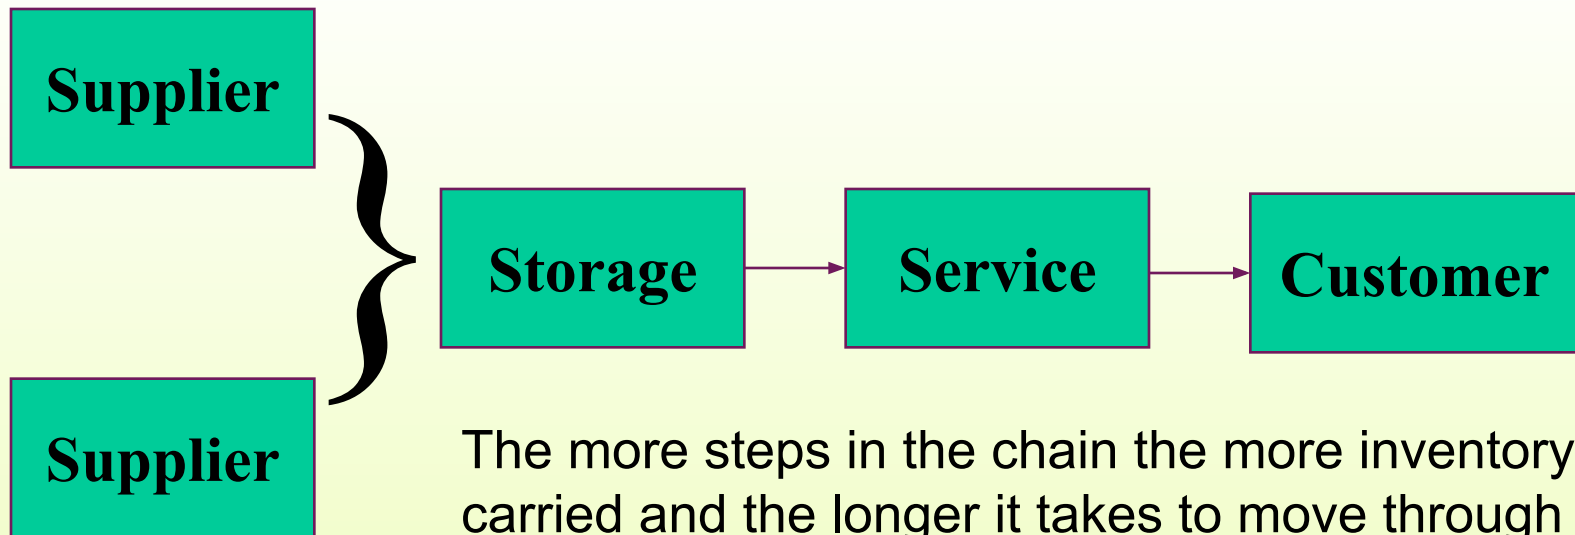 Supplier
Storage
Service
Customer
Supplier
The more steps in the chain the more inventory
carried and the longer it takes to move through